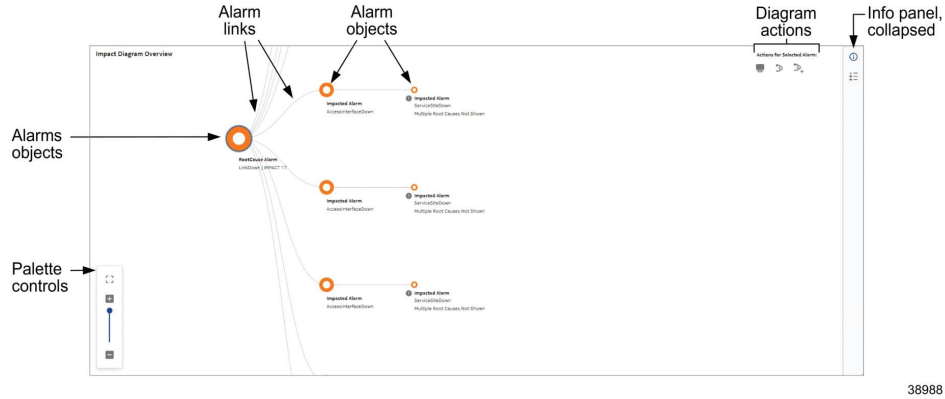 Alarm
links
Alarm
objects
Diagram
actions
Info panel,
collapsed
Impact Diagram Overview
Actions for Selected Alarm:
Impacted Alarm
AccessInterfaceDown
Impacted Alarm
ServiceSiteDown
Multiple Root Causes Not Shown
Alarms
objects
RootCause Alarm
LinkDown | IMPACT: 17
Impacted Alarm
AccessInterfaceDown
Impacted Alarm
ServiceSiteDown
Multiple Root Causes Not Shown
Palette
controls
Impacted Alarm
AccessInterfaceDown
Impacted Alarm
ServiceSiteDown
Multiple Root Causes Not Shown
38988